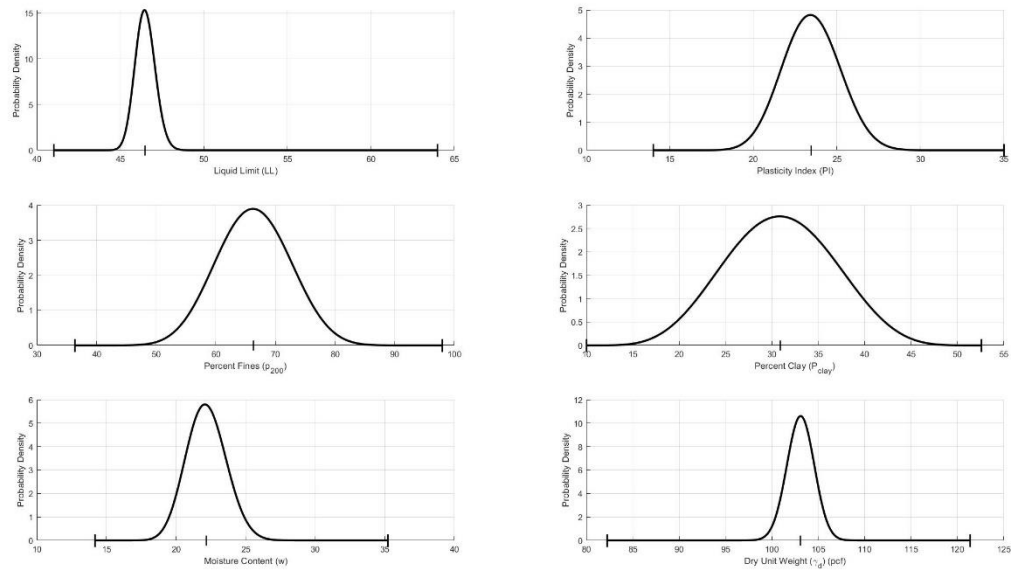 Probability Density
15
10
5
0
40 45 50 55 60 65
Liquid Limit (LL)
Probability Density
5
4
3
2
1
0
10 15 20 25 30 35
Plasticity Index (PI)
Probability Density
4
3
2
1
0
30 40 50 60 70 80 90 100
Percent Fines (p200)
Probability Density
3
2.5
2
1.5
1
0.5
0
10 15 20 25 30 35 40 45 50 55
Percent Clay (Pclay)
Probability Density
6
5
4
3
2
1
0
10 15 20 25 30 35 40
Moisture Content (w)
Probability Density
12
10
8
6
4
2
0
80 85 90 95 100 105 110 115 120 125
Dry Unit Weight (γd) (pcf)